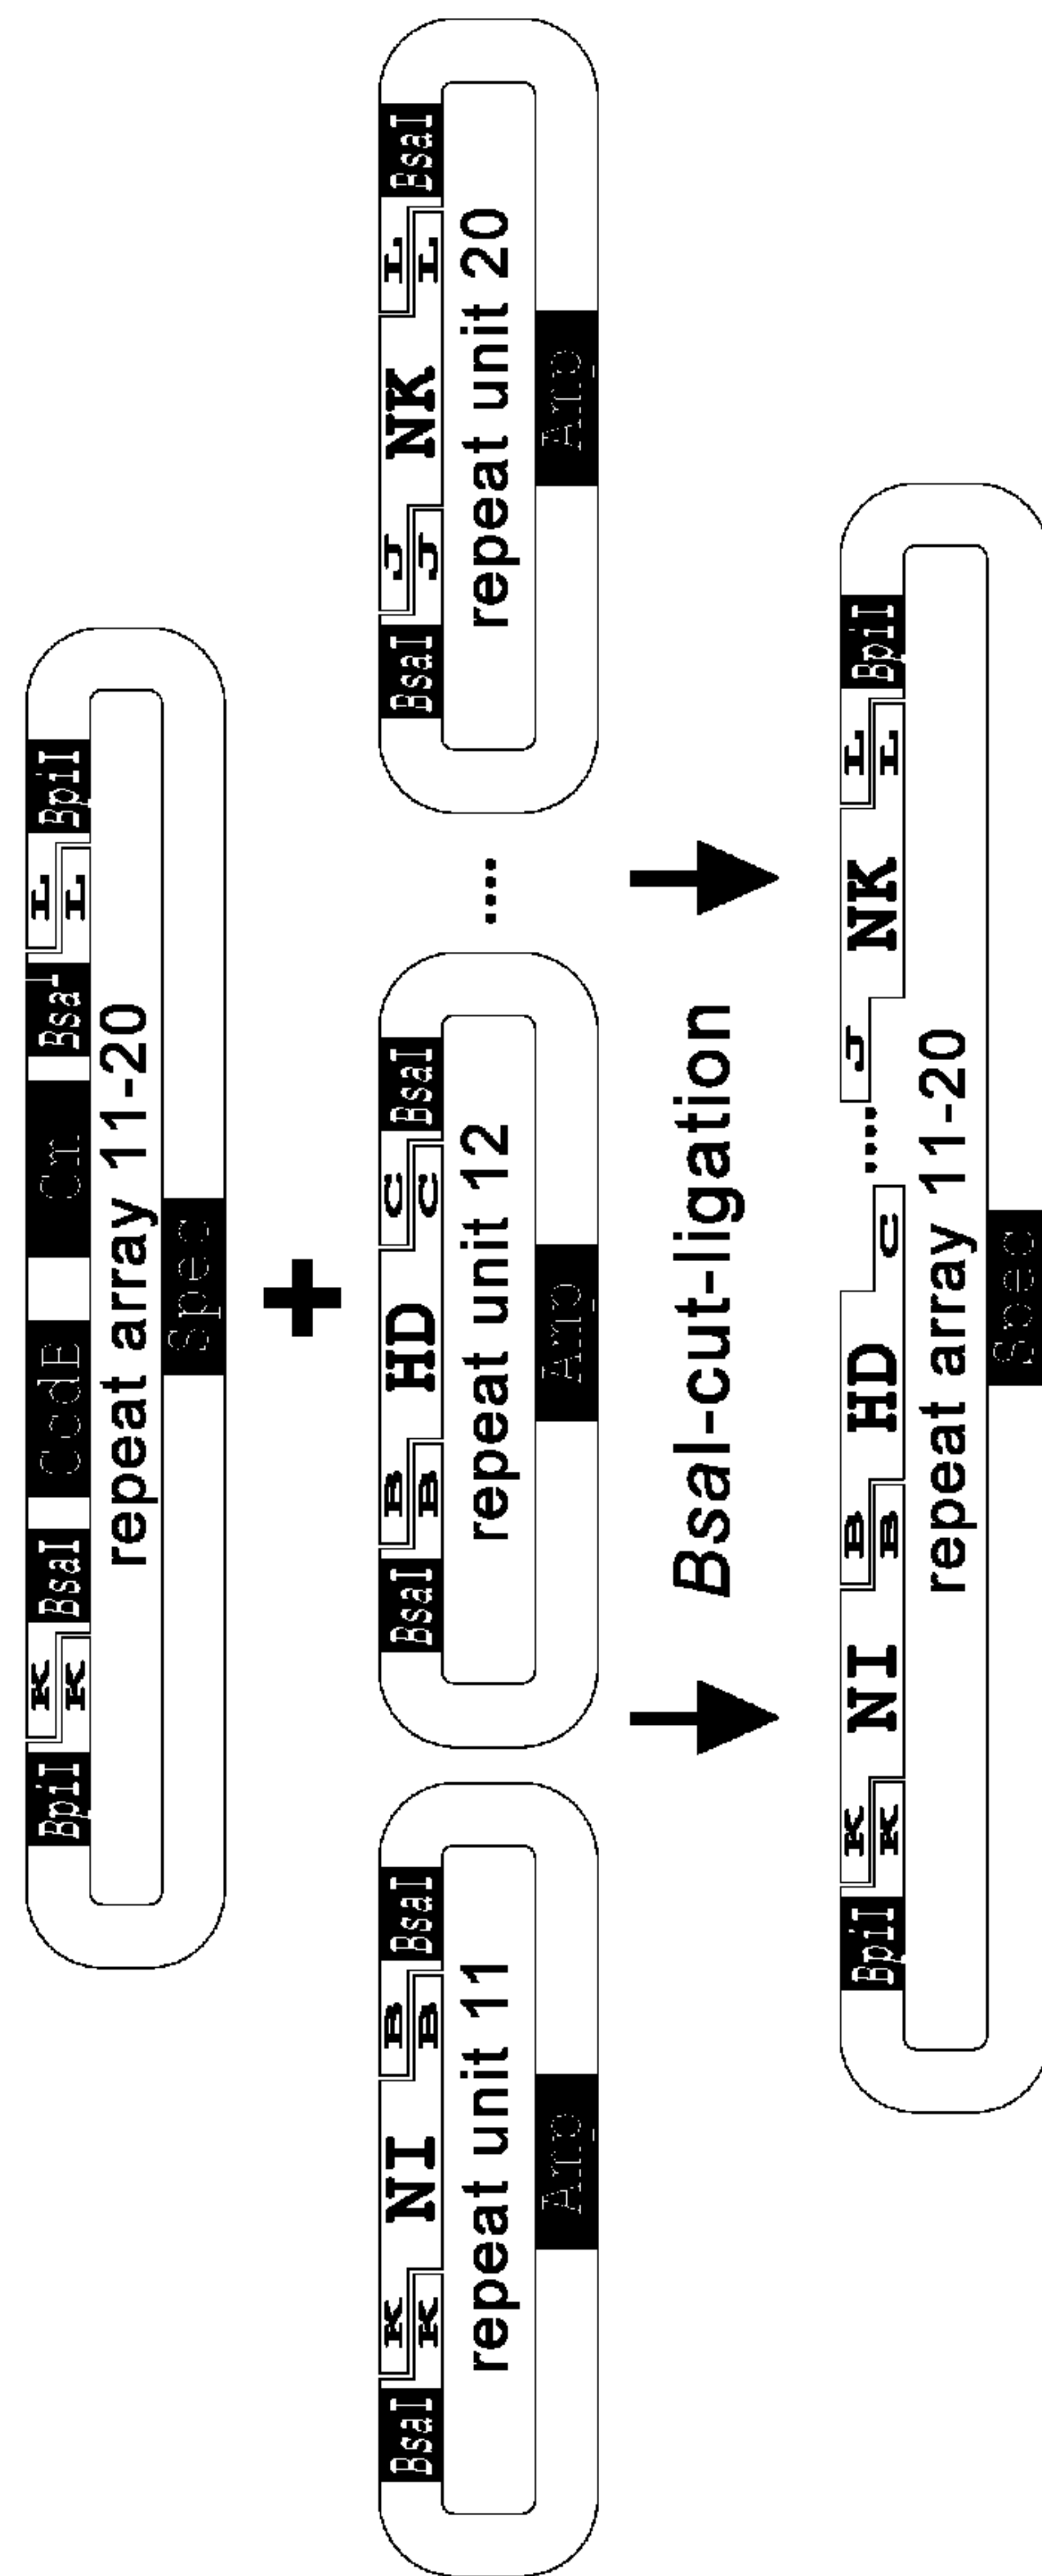 BpiI K K BsaI CcdB Cm BsaI L L BpiI
repeat array 11-20
Spec
+
BsaI K K NI B B BsaI
repeat unit 11
Amp
BsaI B B HD C C BsaI
repeat unit 12
Amp
....
BsaI J J NK L L BsaI
repeat unit 20
Amp
BsaI-cut-ligation
BpiI K K NI B B HD C .... J NK L L BpiI
repeat array 11-20
Spec